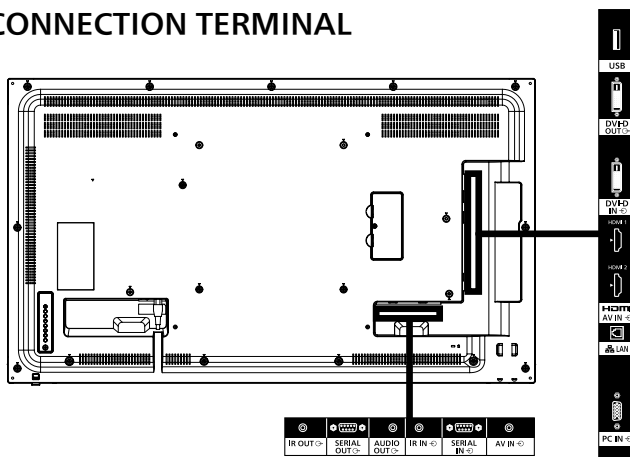 CONNECTION TERMINAL
USB
DVI-D
OUT
DVI-D
IN
HDMI 1
HDMI 2
HDMI
AV IN
LAN
PC IN
IR OUT
SERIAL
OUT
AUDIO
OUT
IR IN
SERIAL
IN
AV IN